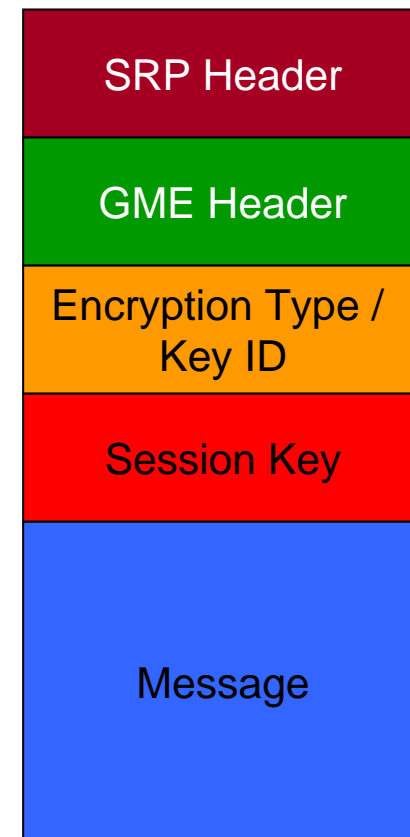 SRP Header
GME Header
Encryption Type /
Key ID
Session Key
Message